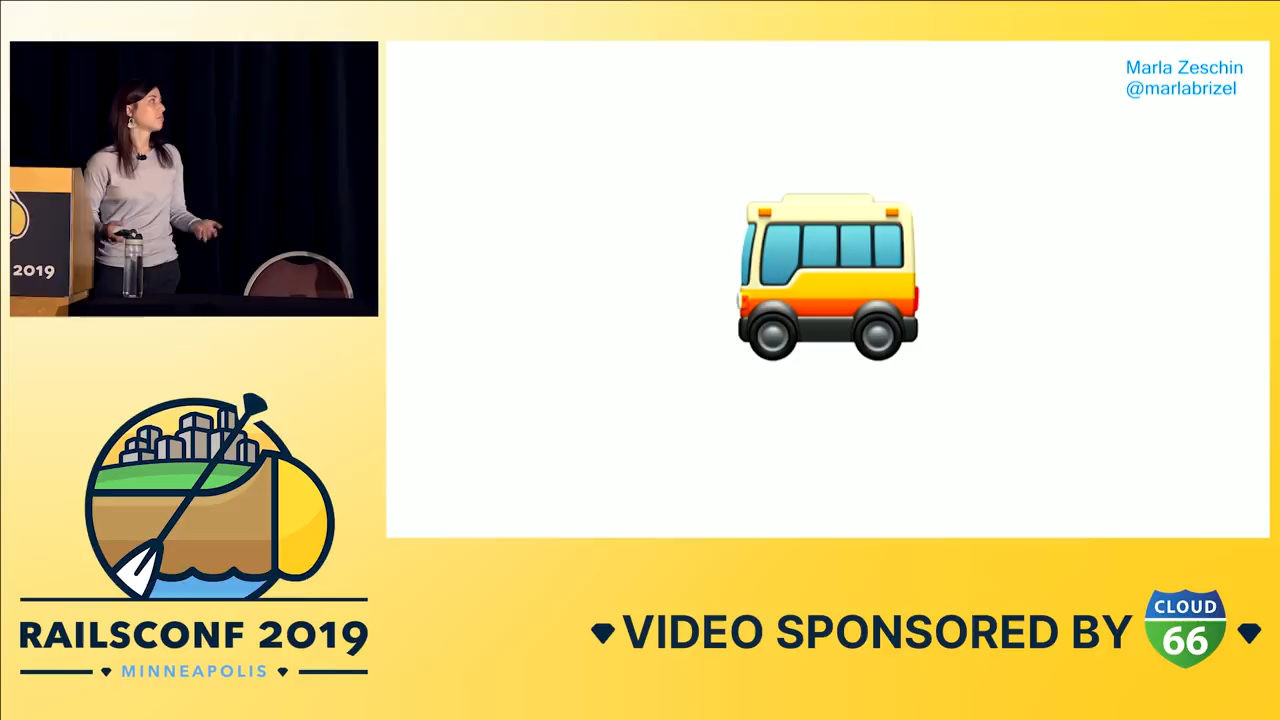 Marla Zeschin
@marlabrizel
2019
RAILSCONF 2019
MINNEAPOLIS
VIDEO SPONSORED BY
CLOUD
66